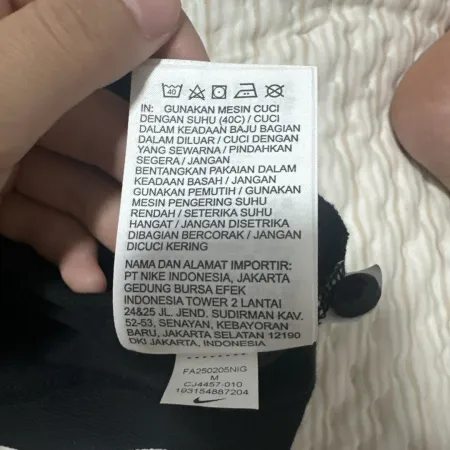 40
IN: GUNAKAN MESIN CUCI
DENGAN SUHU (40C) / CUCI
DALAM KEADAAN BAJU BAGIAN
DALAM DILUAR / CUCI DENGAN
YANG SEWARNA / PINDAHKAN
SEGERA / JANGAN
BENTANGKAN PAKAIAN DALAM
KEADAAN BASAH / JANGAN
GUNAKAN PEMUTIH / GUNAKAN
MESIN PENGERING SUHU
RENDAH / SETERIKA SUHU
HANGAT / JANGAN DISETRIKA
DIBAGIAN BERCORAK / JANGAN
DICUCI KERING
NAMA DAN ALAMAT IMPORTIR:
PT NIKE INDONESIA, JAKARTA
GEDUNG BURSA EFEK
INDONESIA TOWER 2 LANTAI
24&25 JL. JEND. SUDIRMAN KAV.
52-53, SENAYAN, KEBAYORAN
BARU, JAKARTA SELATAN 12190
DKI JAKARTA, INDONESIA
FA250205NIG
M
CJ4457-010
193154887204